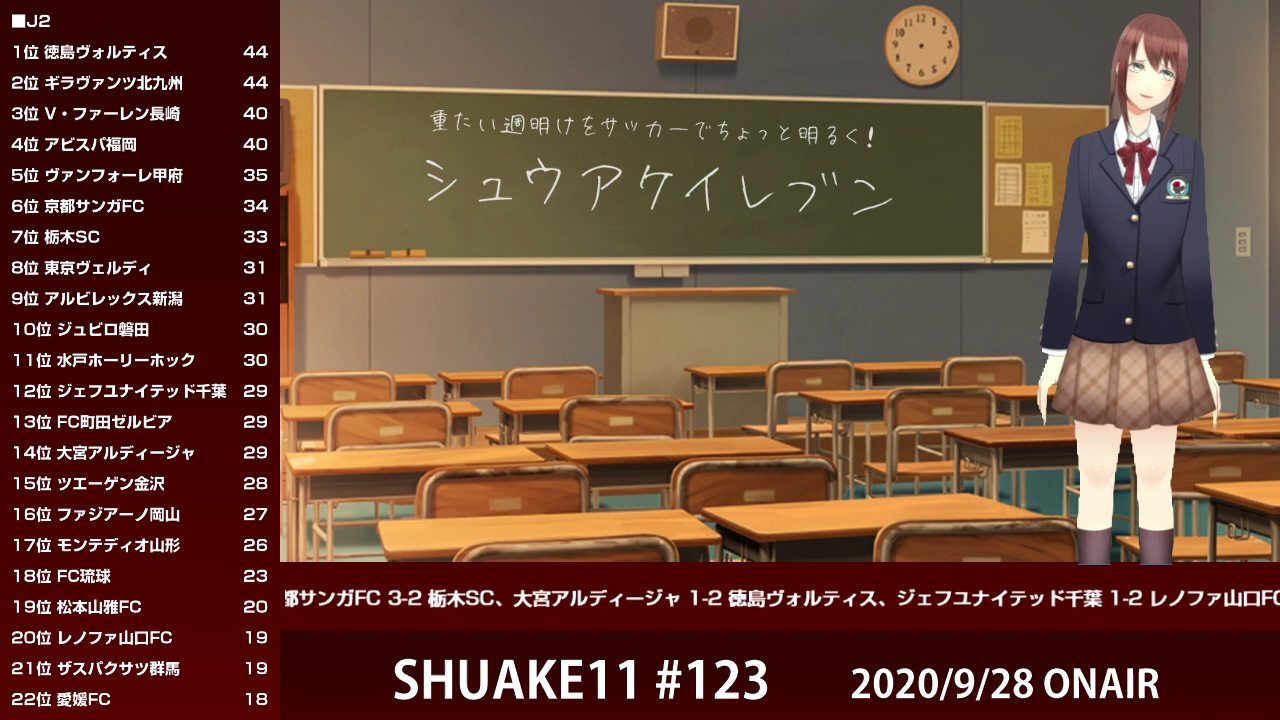 ■J2
1位 徳島ヴォルティス 44
2位 ギラヴァンツ北九州 44
3位 V・ファーレン長崎 40
4位 アビスパ福岡 40
5位 ヴァンフォーレ甲府 35
6位 京都サンガFC 34
7位 栃木SC 33
8位 東京ヴェルディ 31
9位 アルビレックス新潟 31
10位 ジュビロ磐田 30
11位 水戸ホーリーホック 30
12位 ジェフユナイテッド千葉 29
13位 FC町田ゼルビア 29
14位 大宮アルディージャ 29
15位 ツエーゲン金沢 28
16位 ファジアーノ岡山 27
17位 モンテディオ山形 26
18位 FC琉球 23
19位 松本山雅FC 20
20位 レノファ山口FC 19
21位 ザスパクサツ群馬 19
22位 愛媛FC 18
重たい週明けをサッカーでちょっと明るく!
シュウアケイレブン
12 1 2 3 4 5 6 7 8 9 10 11
都サンガFC 3-2 栃木SC、大宮アルディージャ 1-2 徳島ヴォルティス、ジェフユナイテッド千葉 1-2 レノファ山口FC
SHUAKE11 #123
2020/9/28 ONAIR